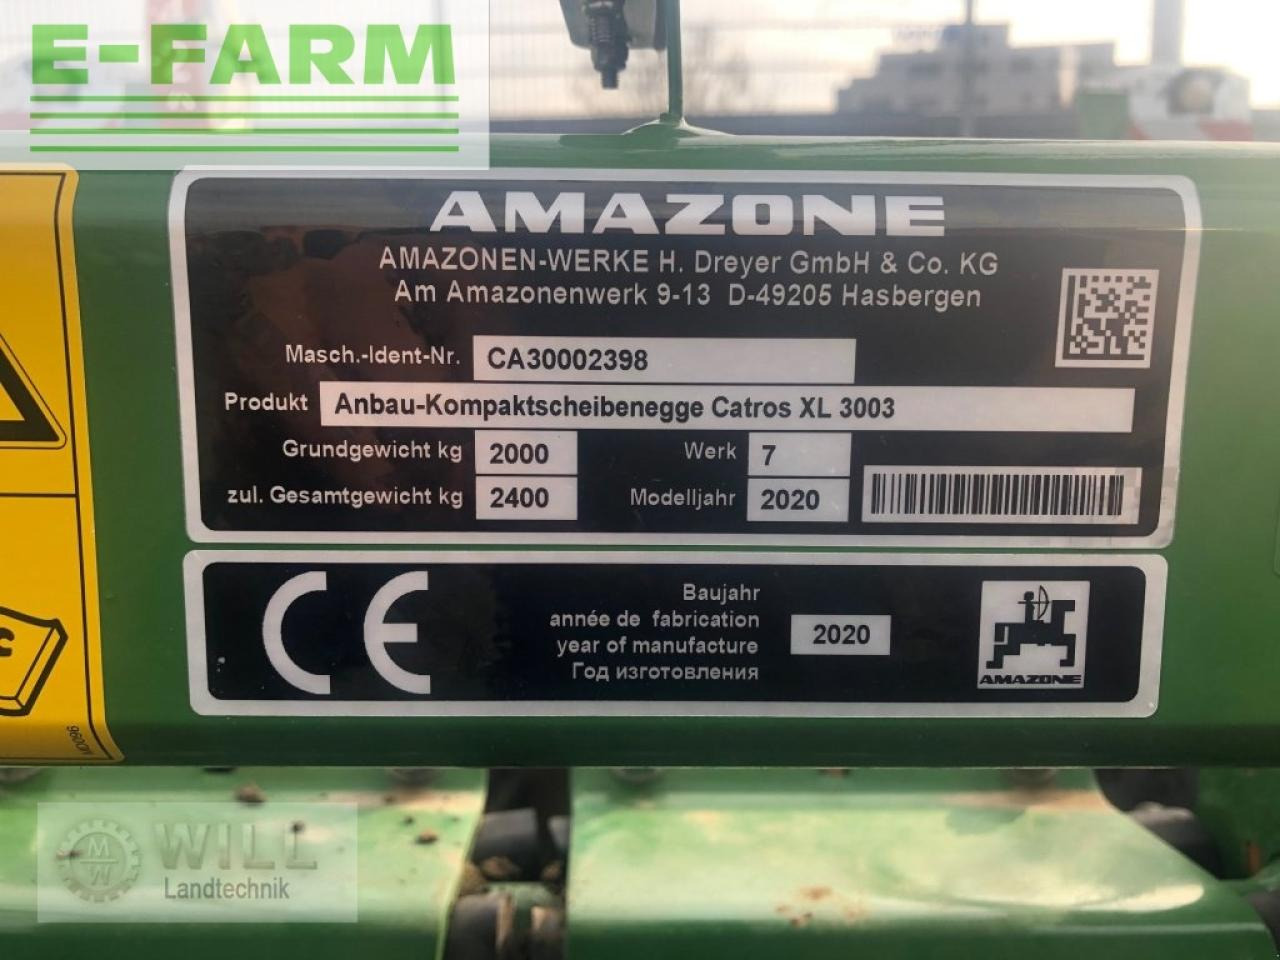 E-FARM
AMAZONE
AMAZONEN-WERKE H. Dreyer GmbH & Co. KG
Am Amazonenwerk 9-13 D-49205 Hasbergen
Masch.-Ident-Nr. CA30002398
Produkt Anbau-Kompaktscheibenegge Catros XL 3003
Grundgewicht kg 2000 Werk 7
zul. Gesamtgewicht kg 2400 Modelljahr 2020
CE
Baujahr
année de fabrication
year of manufacture
Год изготовления
2020
AMAZONE
MD096
MW
WILL
Landtechnik